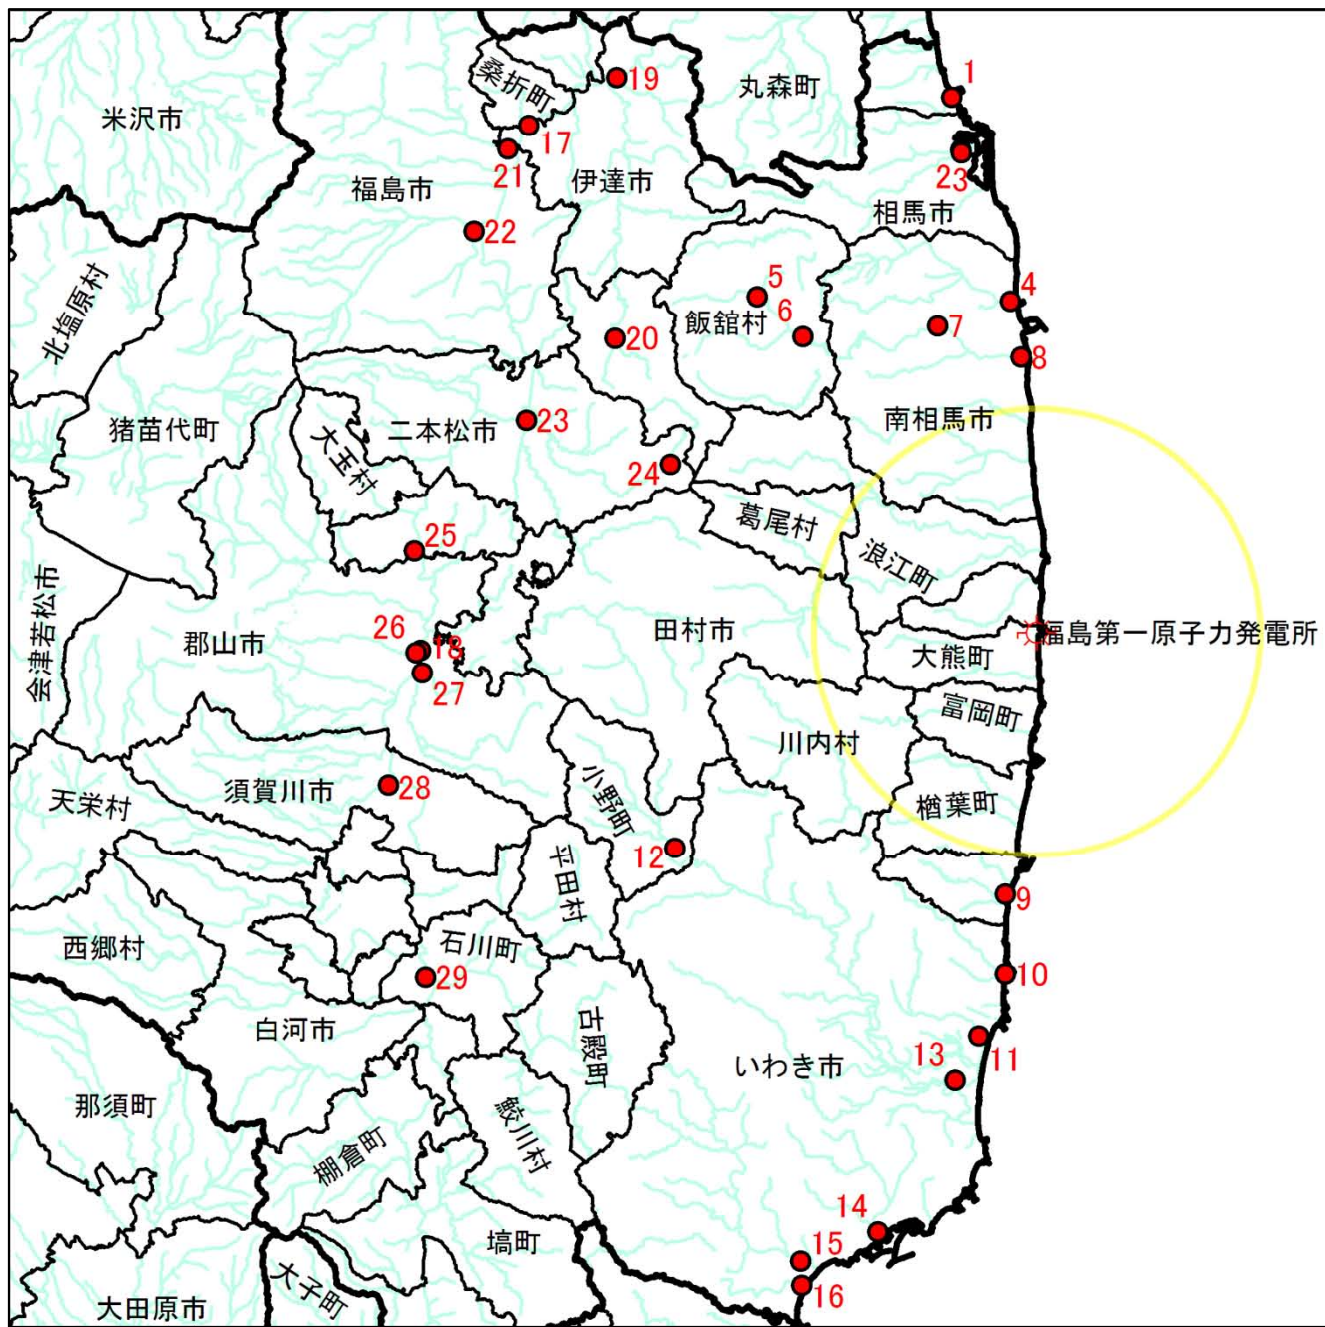 1
19
丸森町
桑折町
米沢市
17
21
23
伊達市
福島市
相馬市
22
5
4
6
7
北塩原村
飯舘村
20
8
猪苗代町
二本松市
23
南相馬市
大玉村
24
葛尾村
25
浪江町
会津若松市
26
18
田村市
福島第一原子力発電所
郡山市
大熊町
27
富岡町
川内村
天栄村
須賀川市
28
小野町
楢葉町
12
平田村
9
西郷村
石川町
29
10
白河市
古殿町
11
13
いわき市
那須町
鮫川村
棚倉町
14
塙町
15
大子町
16
大田原市